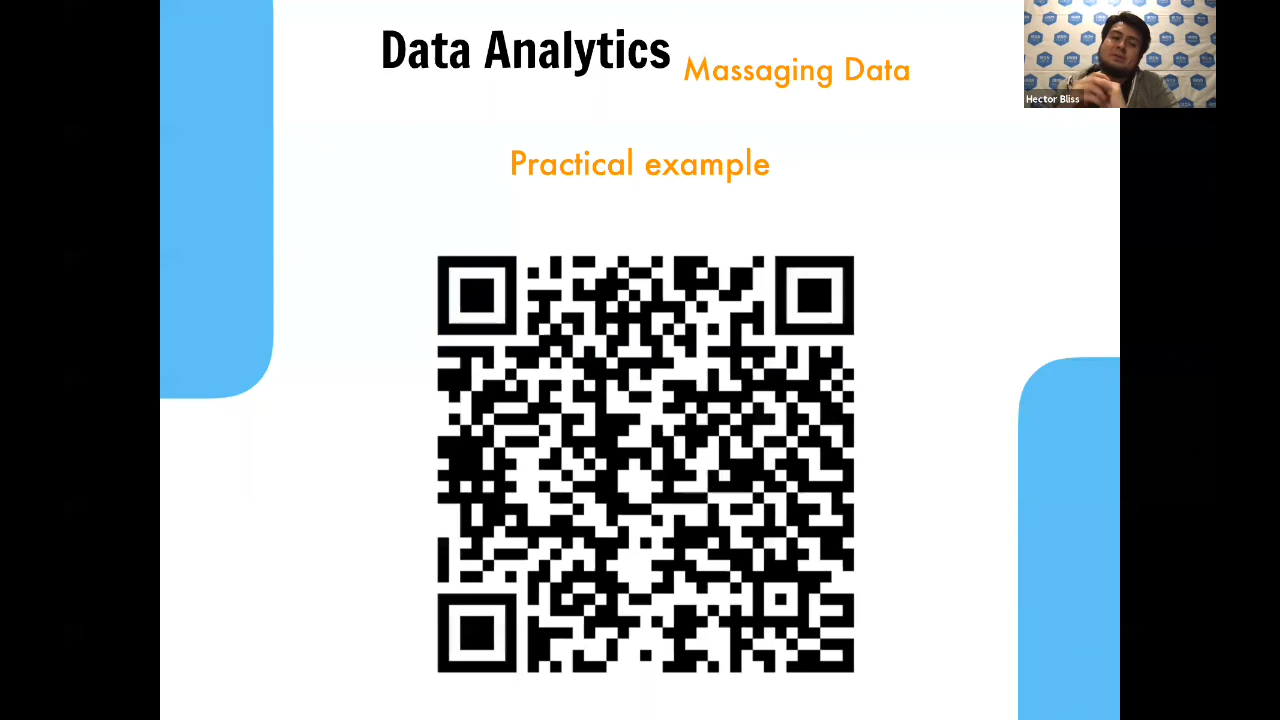 Data Analytics Massaging Data
Hector Bliss
Practical example